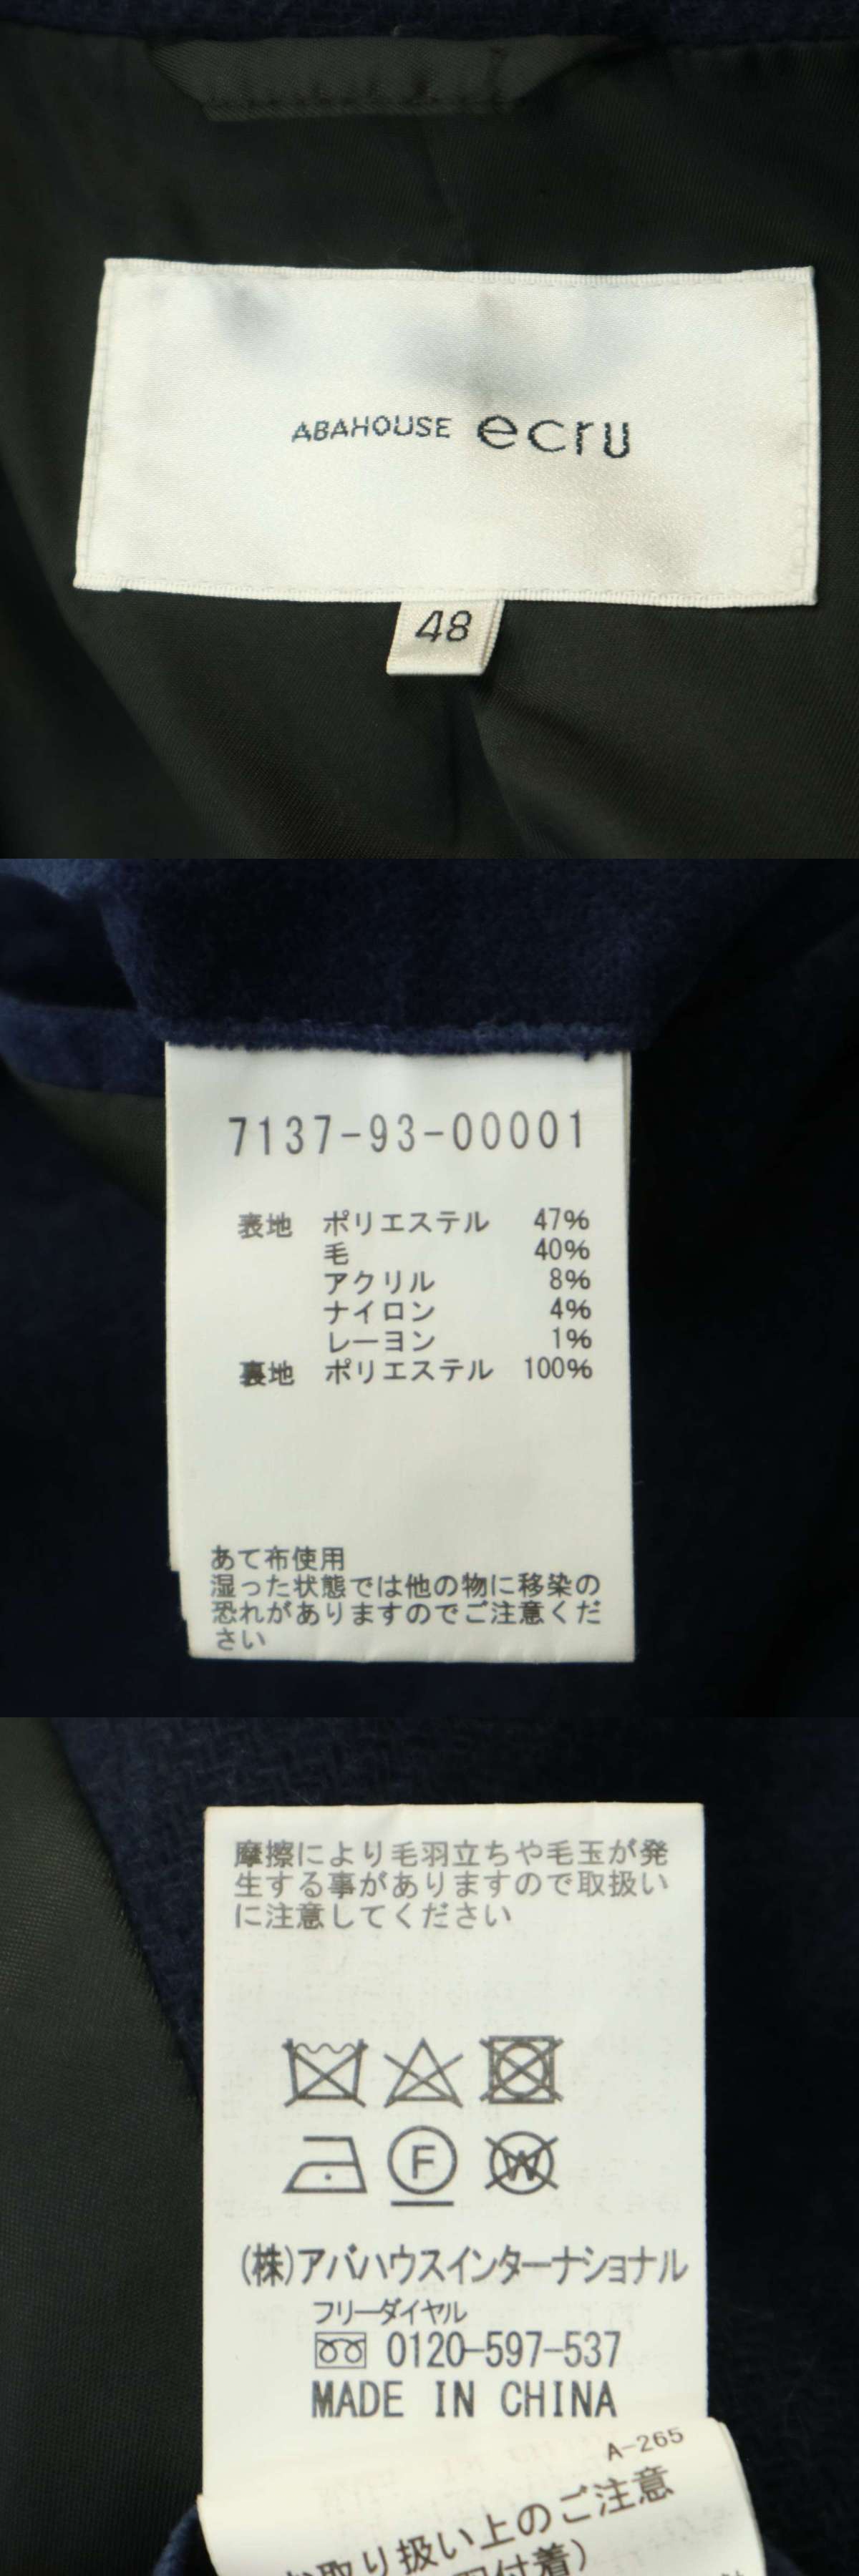 ABAHOUSE ecru
48
7137-93-00001
表地 ポリエステル 47%
毛 40%
アクリル 8%
ナイロン 4%
レーヨン 1%
裏地 ポリエステル 100%
あて布使用
湿った状態では他の物に移染の
恐れがありますのでご注意くだ
さい
摩擦により毛羽立ちや毛玉が発
生する事がありますので取扱い
に注意してください
F
W
(株)アバハウスインターナショナル
フリーダイヤル
0120-597-537
MADE IN CHINA
A-265
取り扱い上のご注意
付着)